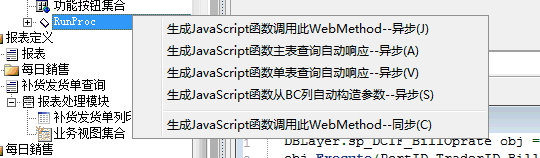 功能按钮集合
RunProc
报表定义
报表
每日銷售
补货发货单查询
报表处理模块
补货发货单列印
业务视图集合
每日銷售
生成JavaScript函数调用此WebMethod--异步(J)
生成JavaScript函数主表查询自动响应--异步(A)
生成JavaScript函数单表查询自动响应--异步(V)
生成JavaScript函数从BC列自动构造参数--异步(S)
生成JavaScript函数调用此WebMethod--同步(C)
DBLayer.sp_DCIF_BillOprate obj =